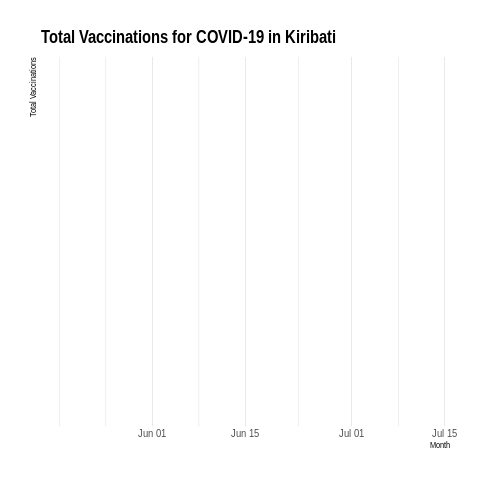 Total Vaccinations for COVID-19 in Kiribati
Total Vaccinations
Jun 01 Jun 15 Jul 01 Jul 15
Month